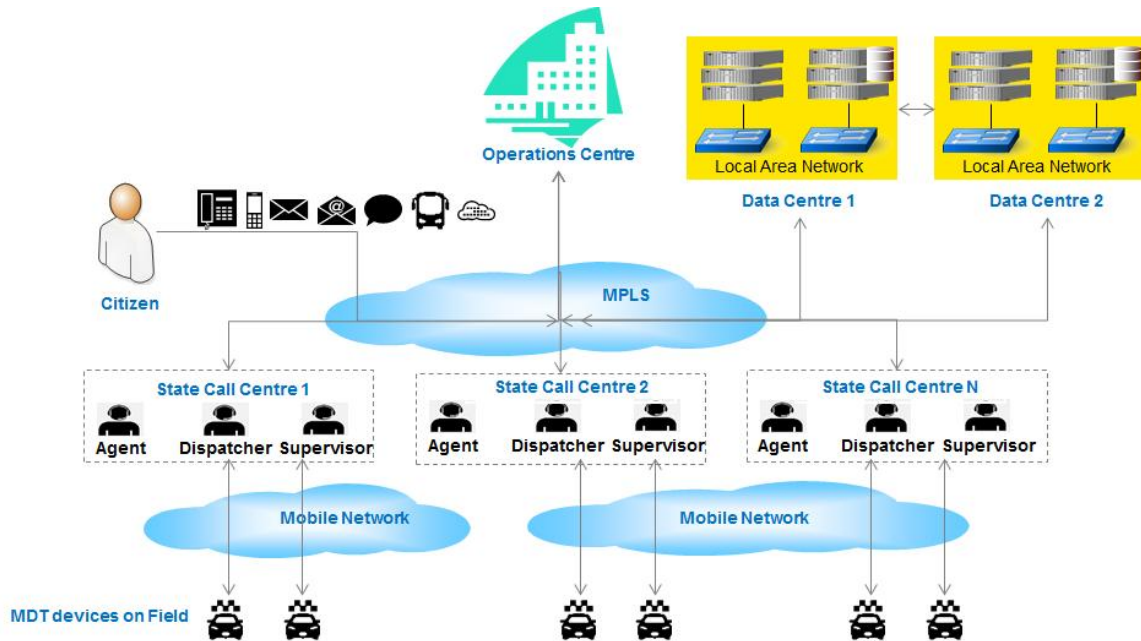 Operations Centre
Local Area Network
Local Area Network
Data Centre 1
Data Centre 2
@
Citizen
MPLS
State Call Centre 1
Agent
Dispatcher
Supervisor
State Call Centre 2
Agent
Dispatcher
Supervisor
State Call Centre N
Agent
Dispatcher
Supervisor
Mobile Network
Mobile Network
MDT devices on Field